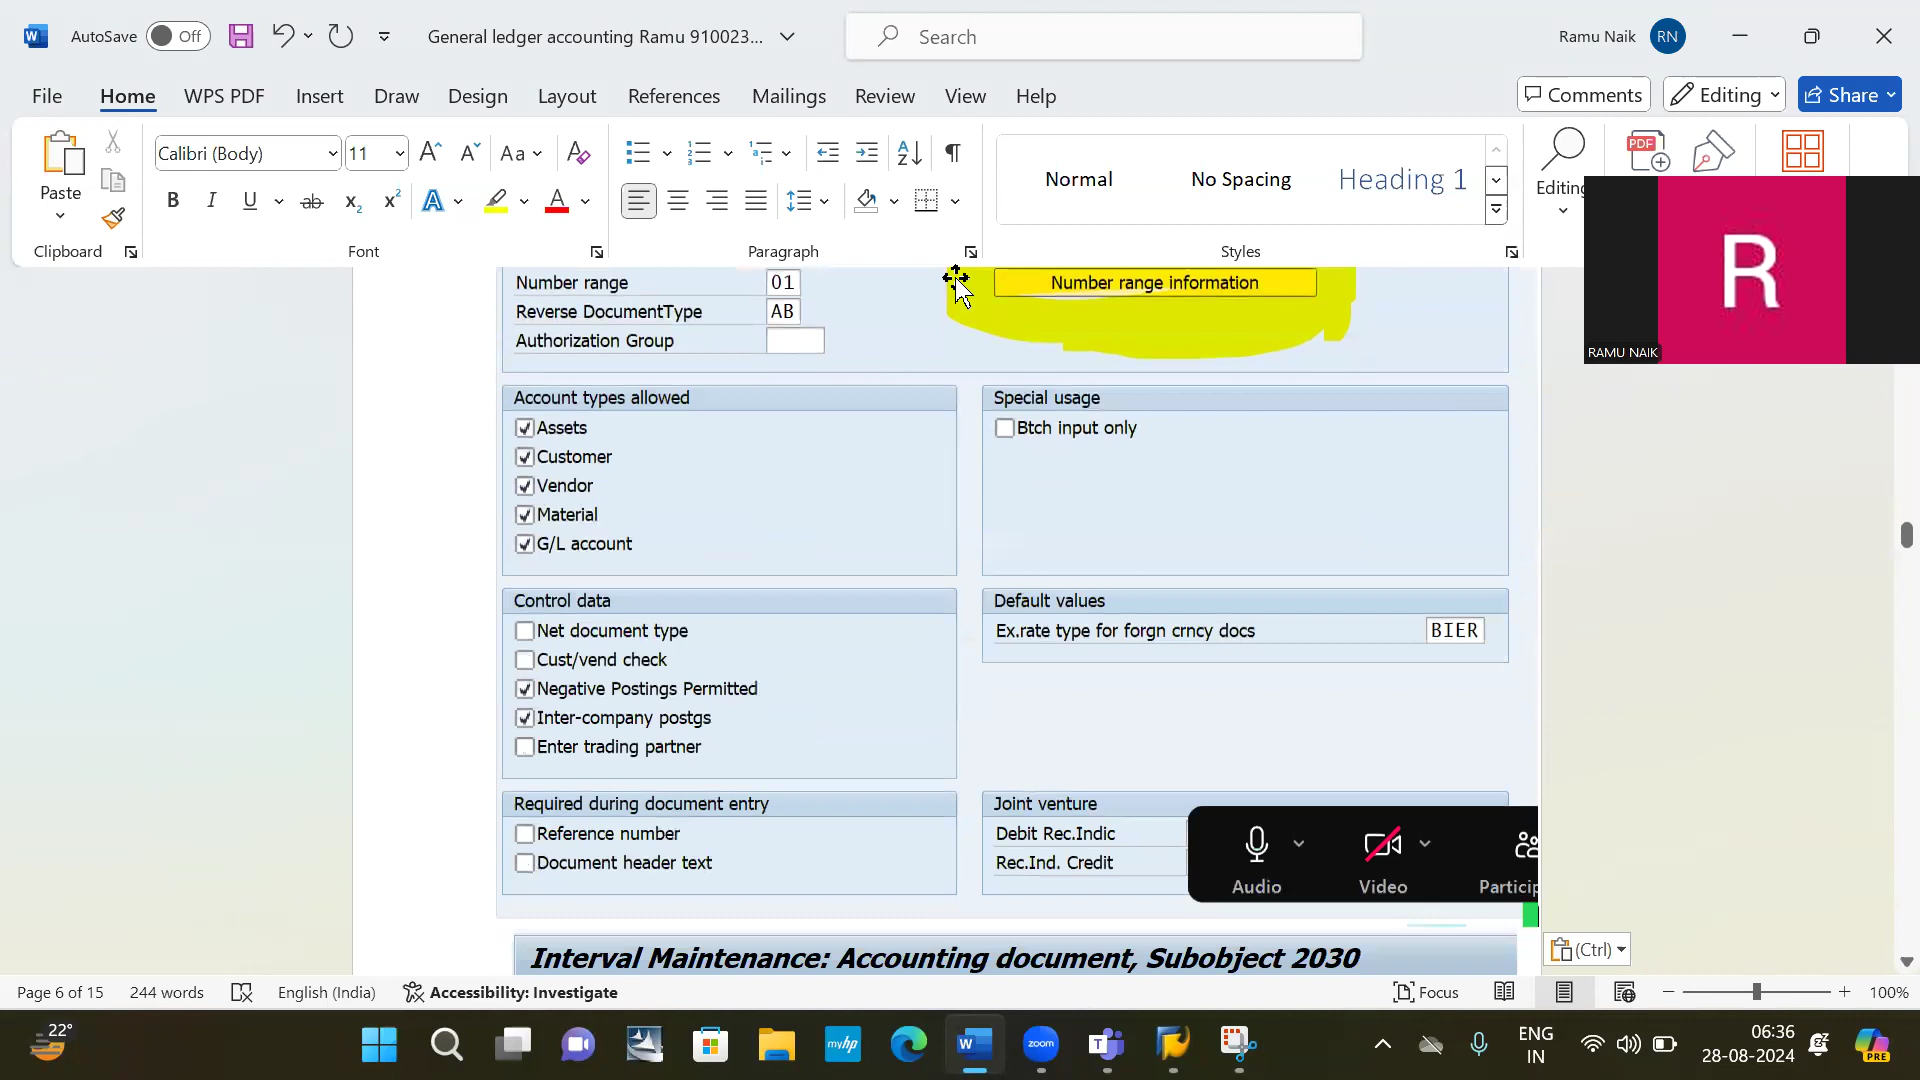 AutoSave Off General ledger accounting Ramu 910023... Search Ramu Naik RN
File Home WPS PDF Insert Draw Design Layout References Mailings Review View Help Comments Editing Share
Paste Calibri (Body) 11 Aa Normal No Spacing Heading 1 Editing PDF
Clipboard Font Paragraph Styles
R
RAMU NAIK
Number range 01 Number range information
Reverse DocumentType AB
Authorization Group
Account types allowed Special usage
Assets Btch input only
Customer
Vendor
Material
G/L account
Control data Default values
Net document type Ex.rate type for forgn crncy docs BIER
Cust/vend check
Negative Postings Permitted
Inter-company postgs
Enter trading partner
Required during document entry Joint venture
Reference number Debit Rec.Indic
Document header text Rec.Ind. Credit
Audio Video Particip
Interval Maintenance: Accounting document, Subobject 2030
(Ctrl)
Page 6 of 15 244 words English (India) Accessibility: Investigate Focus 100%
22° myhp W zoom T ENG IN 06:36 28-08-2024 PRE